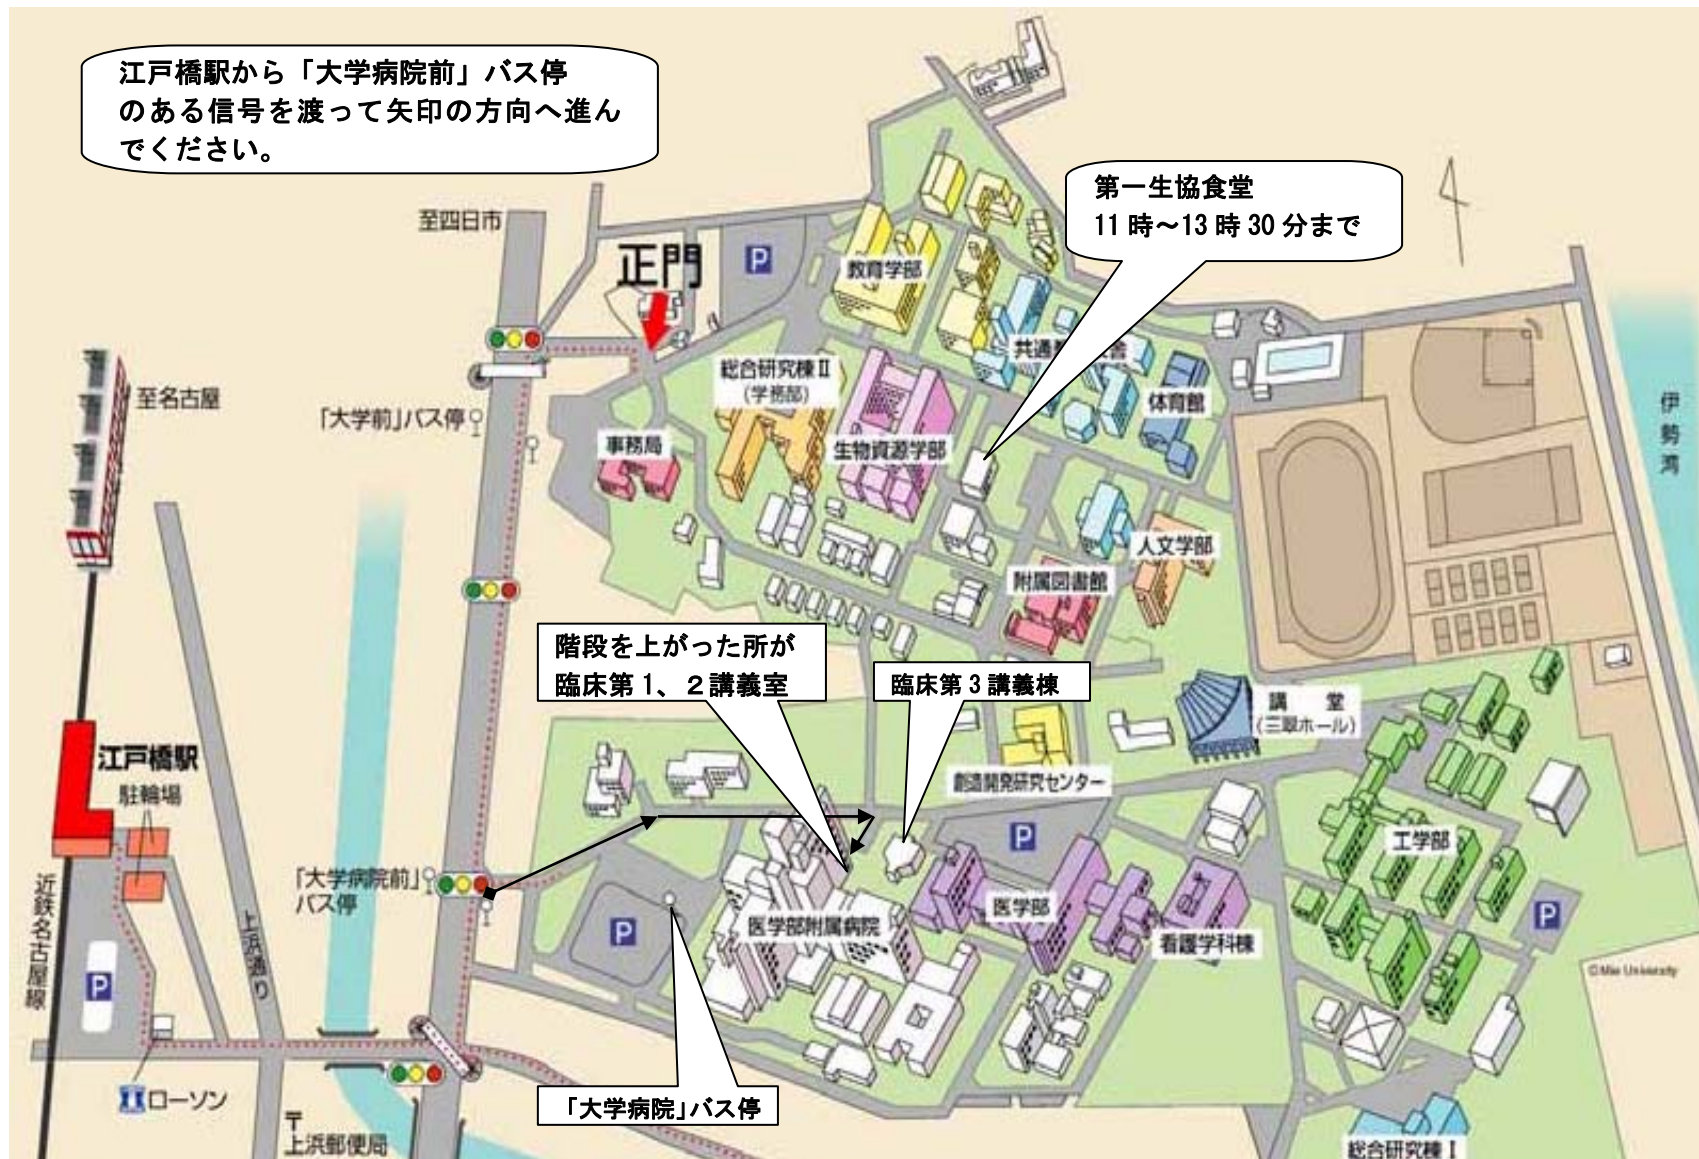 江戸橋駅から「大学病院前」バス停
のある信号を渡って矢印の方向へ進ん
でください。
第一生協食堂
11時～13時30分まで
至四日市
正門
P
教育学部
共通
舎
体育館
総合研究棟Ⅱ
(学務部)
至名古屋
「大学前」バス停
事務局
生物資源学部
伊勢湾
人文学部
附属図書館
階段を上がった所が
臨床第1、２講義室
臨床第3講義棟
講堂
(三翠ホール)
江戸橋駅
駐輪場
創造開発研究センター
P
工学部
「大学病院前」
バス停
近鉄名古屋線
上浜通り
P
医学部附属病院
医学部
看護学科棟
P
P
©Mie University
ローソン
「大学病院」バス停
〒
上浜郵便局
総合研究棟Ⅰ